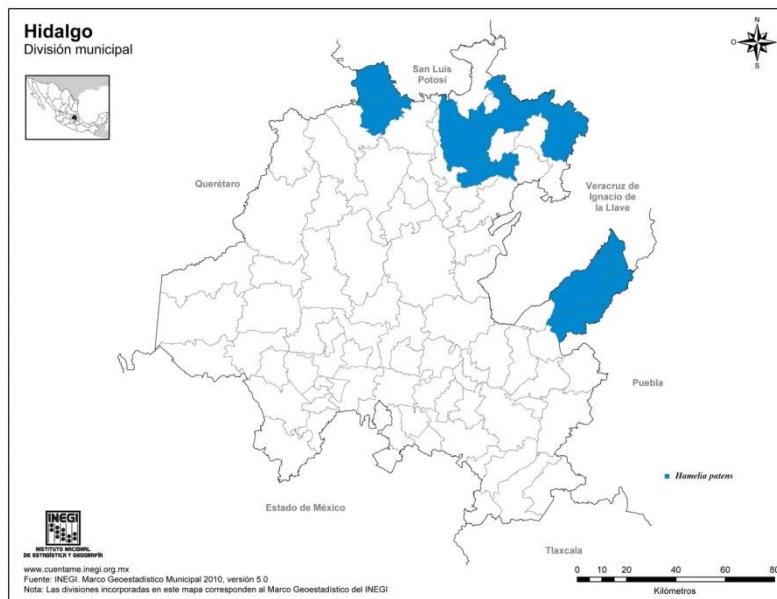 Hidalgo
División municipal
N
O
E
S
San Luis
Potosí
Querétaro
Veracruz de
Ignacio de
la Llave
Puebla
Hamelia patens
Estado de México
Tlaxcala
INEGI
INSTITUTO NACIONAL
DE ESTADÍSTICA Y GEOGRAFÍA
www.cuentame.inegi.org.mx
Fuente: INEGI. Marco Geoestadístico Municipal 2010, versión 5.0
Nota: Las divisiones incorporadas en este mapa corresponden al Marco Geoestadístico del INEGI
0 10 20 40 60 80
Kilómetros